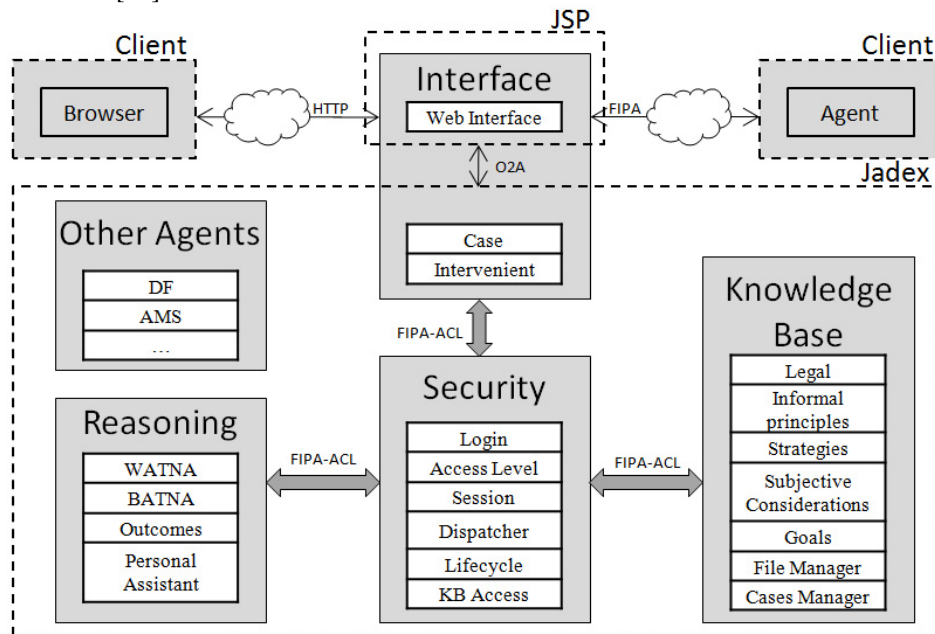 JSP
Client
Client
Interface
Browser
HTTP
Web Interface
FIPA
Agent
O2A
Jadex
Other Agents
DF
AMS
...
Case
Intervenient
FIPA-ACL
Knowledge
Base
Legal
Informal
principles
Strategies
Subjective
Considerations
Goals
File Manager
Cases Manager
Security
Login
Access Level
Session
Dispatcher
Lifecycle
KB Access
Reasoning
WATNA
BATNA
Outcomes
Personal
Assistant
FIPA-ACL
FIPA-ACL